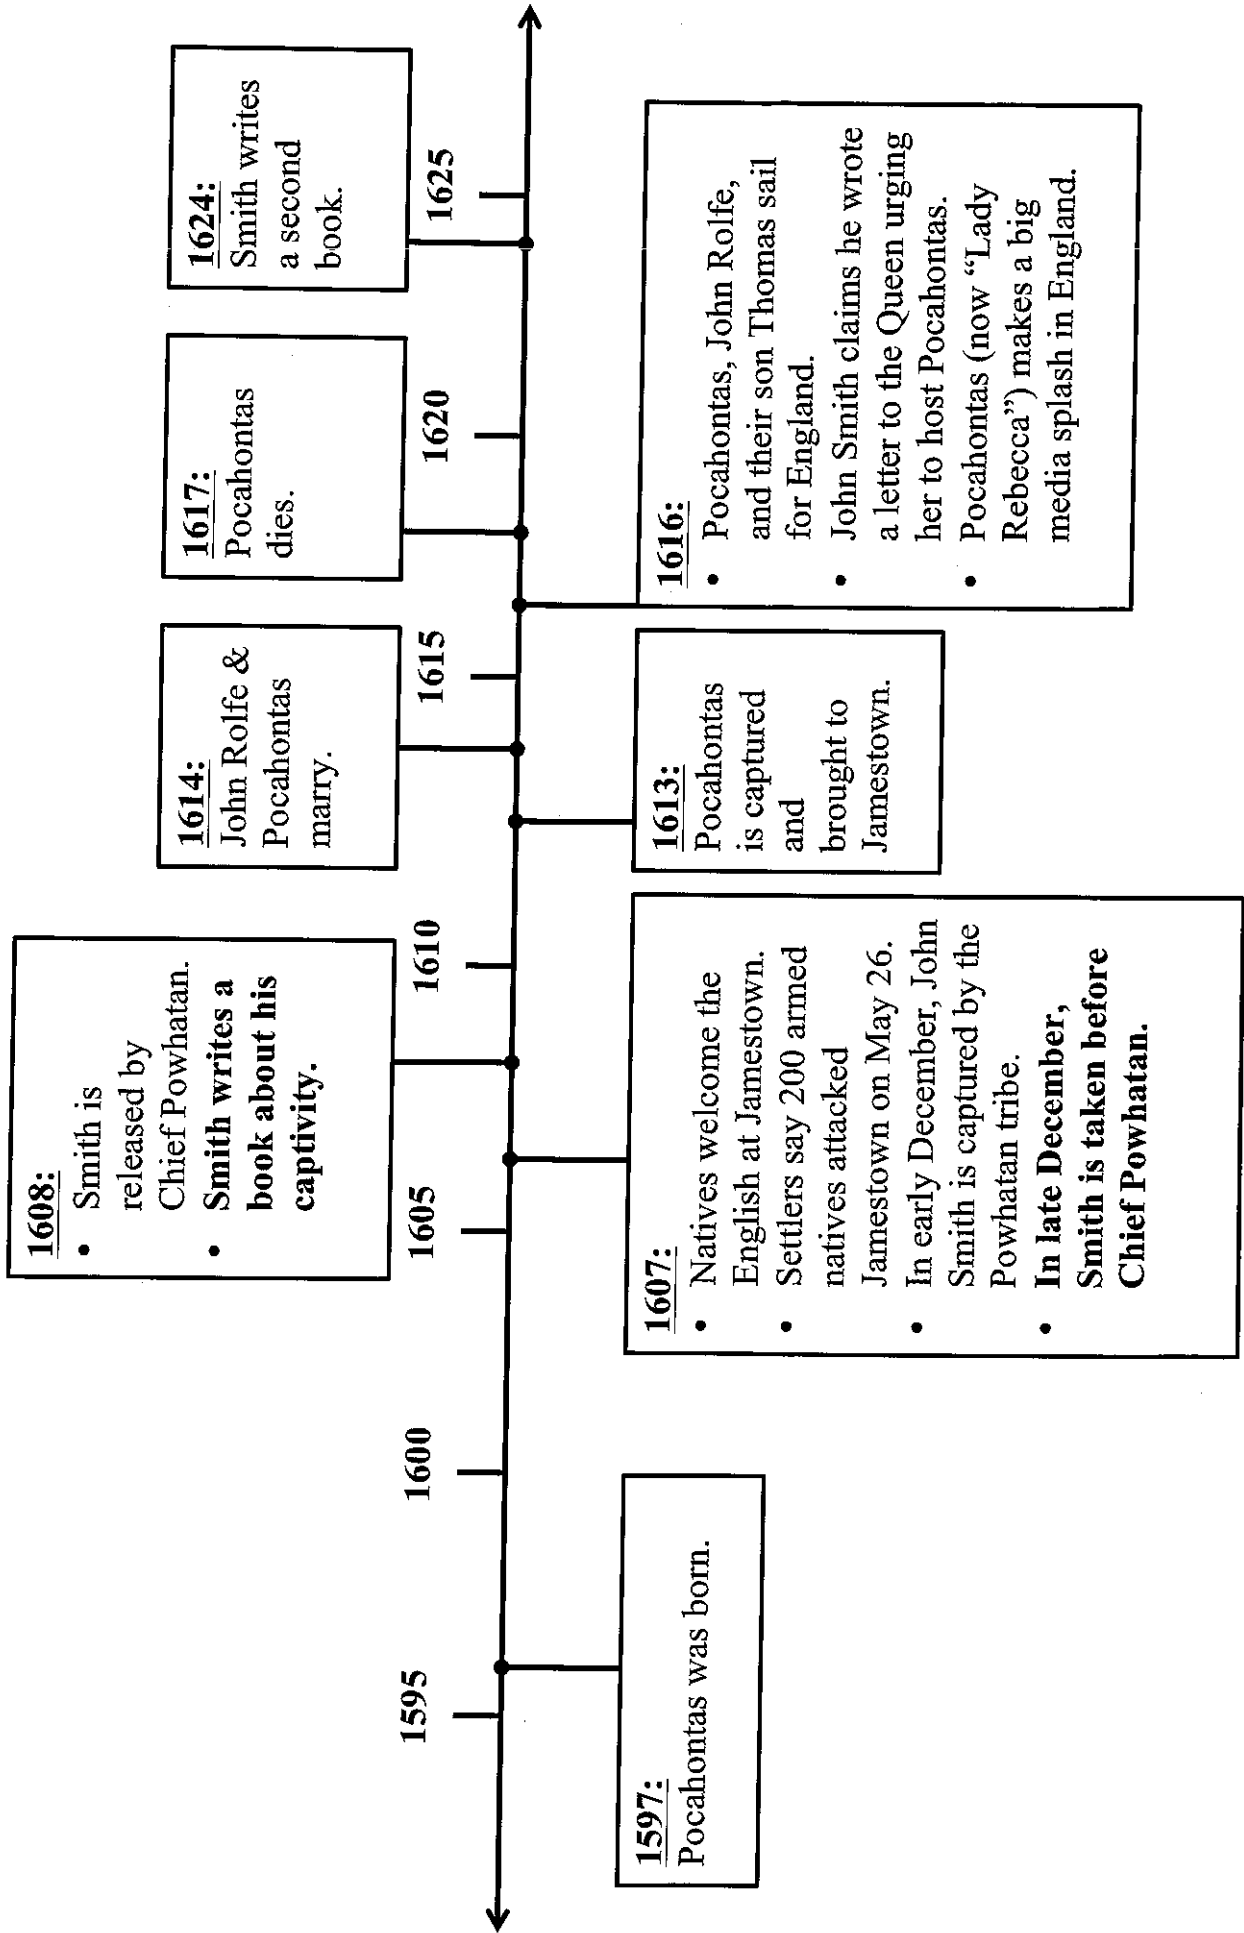 1608:
• Smith is
released by
Chief Powhatan.
• Smith writes a
book about his
captivity.
1614:
John Rolfe &
Pocahontas
marry.
1617:
Pocahontas
dies.
1624:
Smith writes
a second
book.
1595
1600
1605
1610
1615
1620
1625
1597:
Pocahontas was born.
1607:
• Natives welcome the
English at Jamestown.
• Settlers say 200 armed
natives attacked
Jamestown on May 26.
• In early December, John
Smith is captured by the
Powhatan tribe.
• In late December,
Smith is taken before
Chief Powhatan.
1613:
Pocahontas
is captured
and
brought to
Jamestown.
1616:
• Pocahontas, John Rolfe,
and their son Thomas sail
for England.
• John Smith claims he wrote
a letter to the Queen urging
her to host Pocahontas.
• Pocahontas (now “Lady
Rebecca”) makes a big
media splash in England.